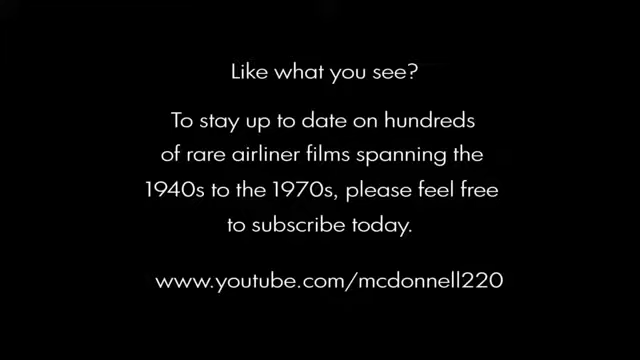 Like what you see?
To stay up to date on hundreds
of rare airliner films spanning the
1940s to the 1970s, please feel free
to subscribe today.
www.youtube.com/mcdonnell220